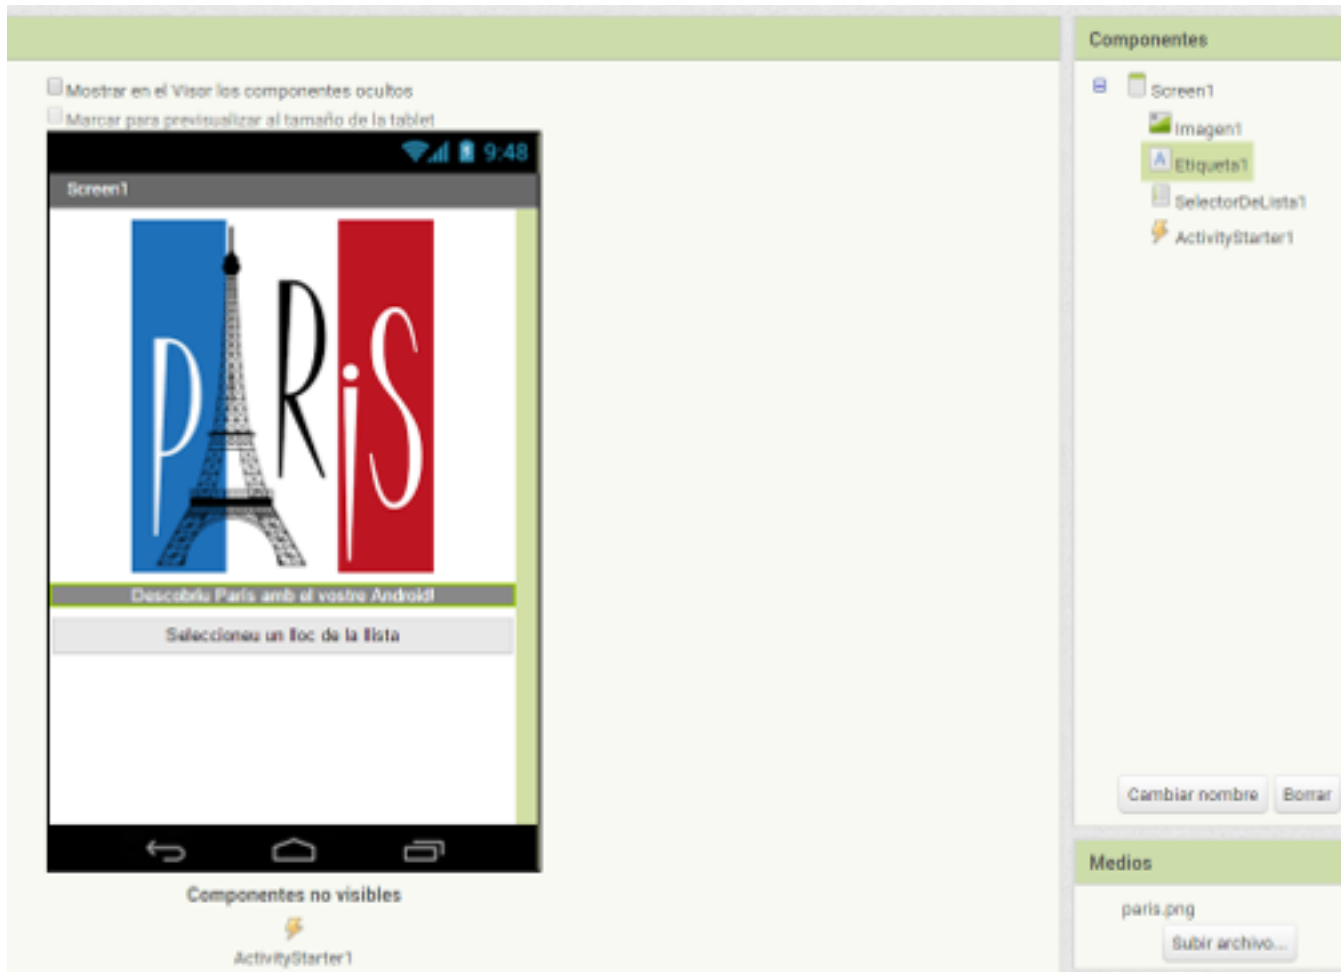 Componentes
Mostrar en el Visor los componentes ocultos
Marcar para previsualizar al tamaño de la tablet
9:48
Screen1
PARiS
Descobriu París amb el vostre Android!
Seleccioneu un lloc de la llista
Componentes no visibles
ActivityStarter1
Screen1
Imagen1
A Etiqueta1
SelectorDeLista1
ActivityStarter1
Cambiar nombre
Borrar
Medios
paris.png
Subir archivo...